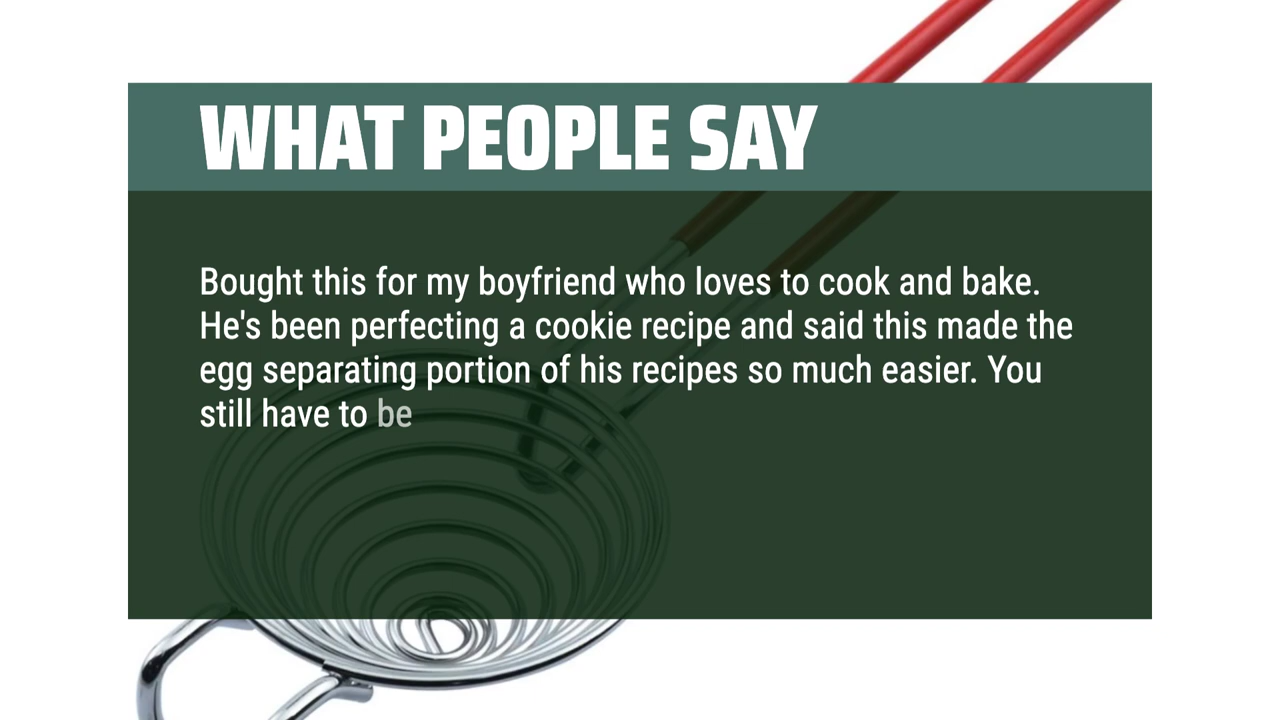 WHAT PEOPLE SAY
Bought this for my boyfriend who loves to cook and bake.
He's been perfecting a cookie recipe and said this made the
egg separating portion of his recipes so much easier. You
still have to be